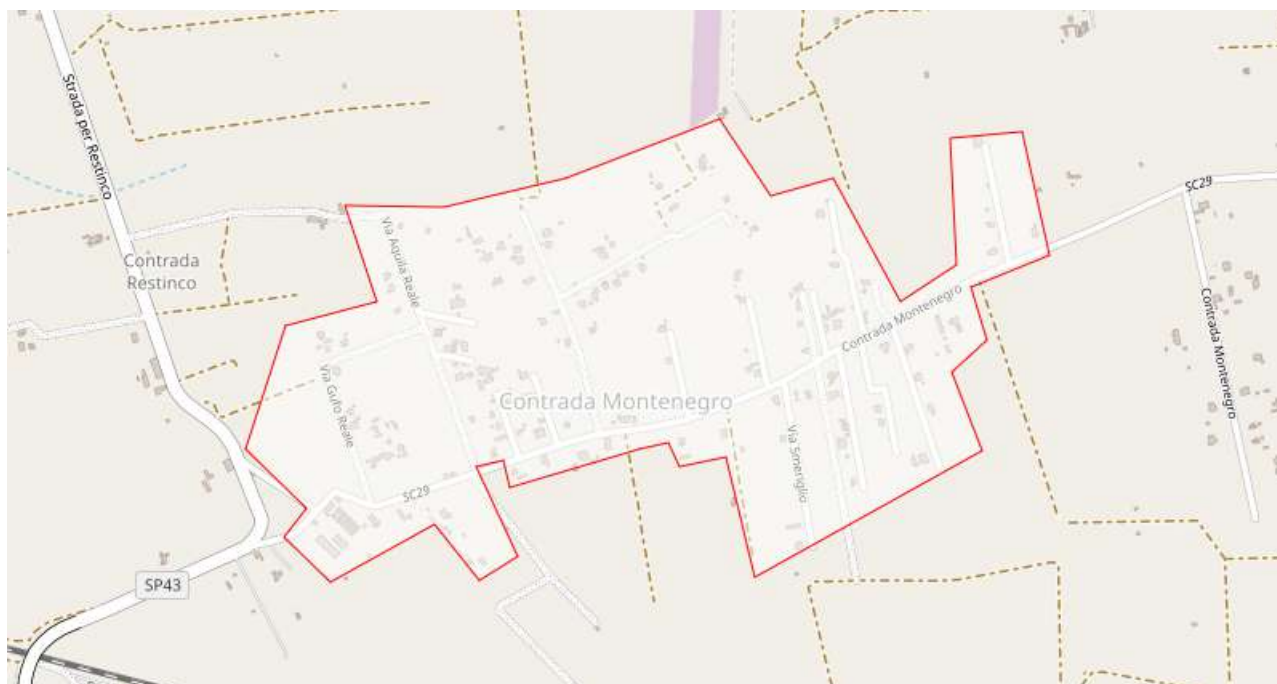 Strada per Restinco
SC29
Contrada
Restinco
Via Aquila Reale
Contrada Montenegro
Contrada Montenegro
Via Gufo Reale
Contrada Montenegro
Via Smeriglio
SC29
SP43